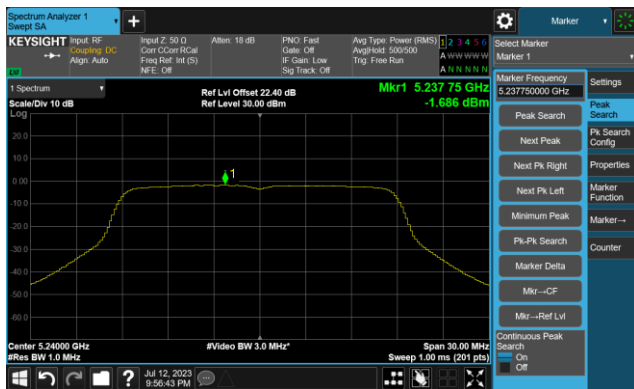 Spectrum Analyzer 1
Swept SA
+
Marker
KEYSIGHT
Input: RF
Coupling: DC
Align: Auto
Input Z: 50 Ω
Corr CCorr RCal
Freq Ref: Int (S)
NFE: Off
Atten: 18 dB
PNO: Fast
Gate: Off
IF Gain: Low
Sig Track: Off
Avg Type: Power (RMS)
Avg|Hold: 500/500
Trig: Free Run
1 2 3 4 5 6
A W W W W W
A N N N N N
Select Marker
Marker 1
1 Spectrum
Scale/Div 10 dB
Log
Ref Lvl Offset 22.40 dB
Ref Level 30.00 dBm
Mkr1 5.237 75 GHz
-1.686 dBm
Marker Frequency
5.237750000 GHz
Settings
Peak Search
Peak
Search
Next Peak
Pk Search
Config
Next Pk Right
Properties
Next Pk Left
Marker
Function
Minimum Peak
Marker→
Pk-Pk Search
Counter
Marker Delta
Mkr→CF
Mkr→Ref Lvl
Continuous Peak
Search
On
Off
20.0
10.0
0.00
-10.0
-20.0
-30.0
-40.0
-50.0
-60.0
1
Center 5.24000 GHz
#Res BW 1.0 MHz
#Video BW 3.0 MHz*
Span 30.00 MHz
Sweep 1.00 ms (201 pts)
?
Jul 12, 2023
9:56:43 PM